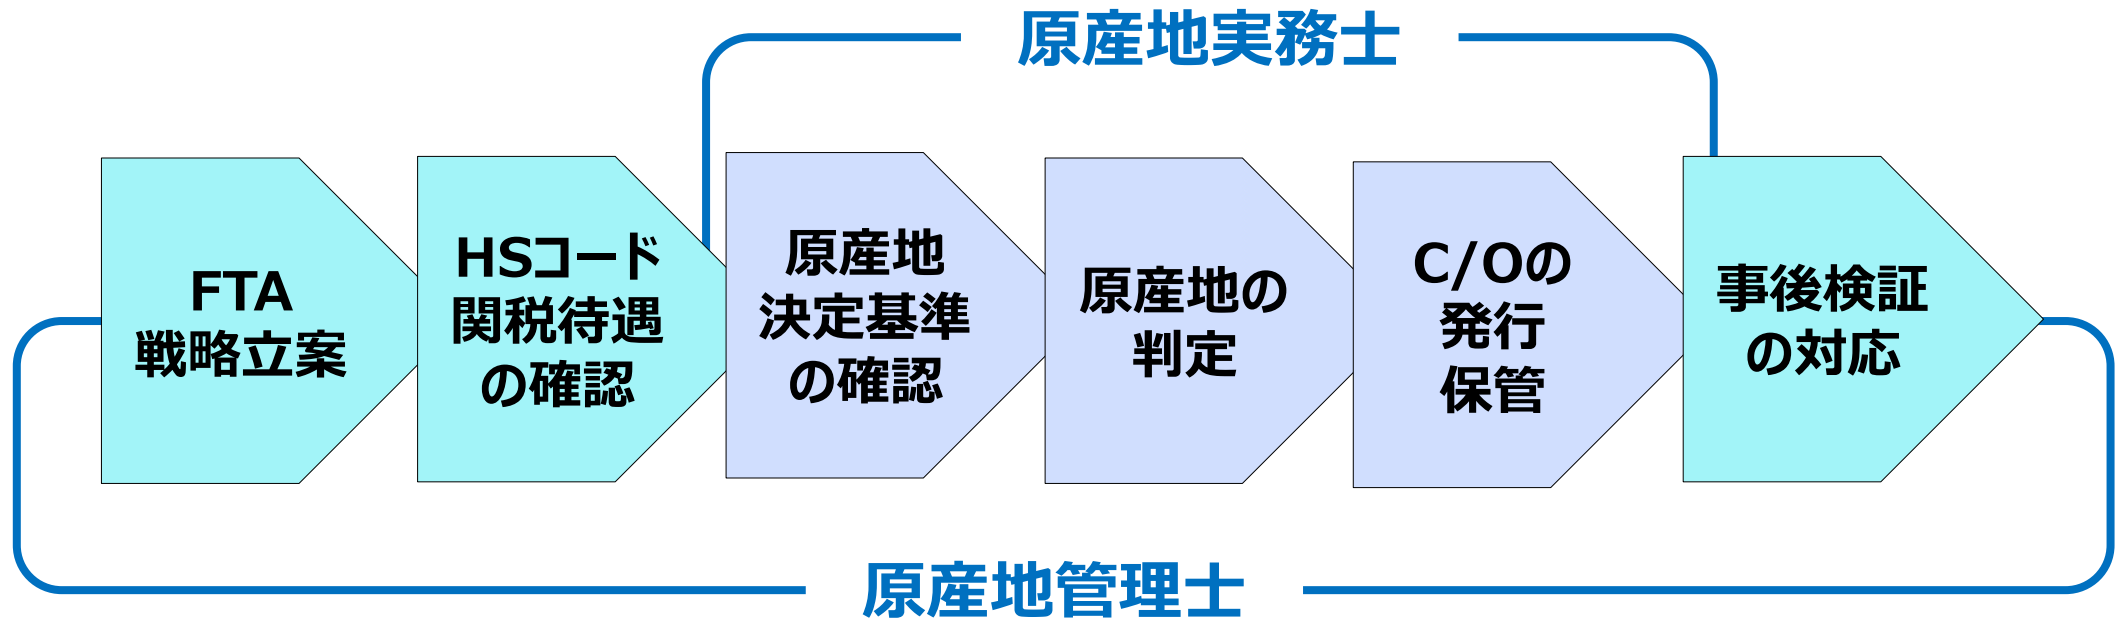 原産地実務士
FTA
戦略立案
HSコード
関税待遇
の確認
原産地
決定基準
の確認
原産地の
判定
C/Oの
発行
保管
事後検証
の対応
原産地管理士